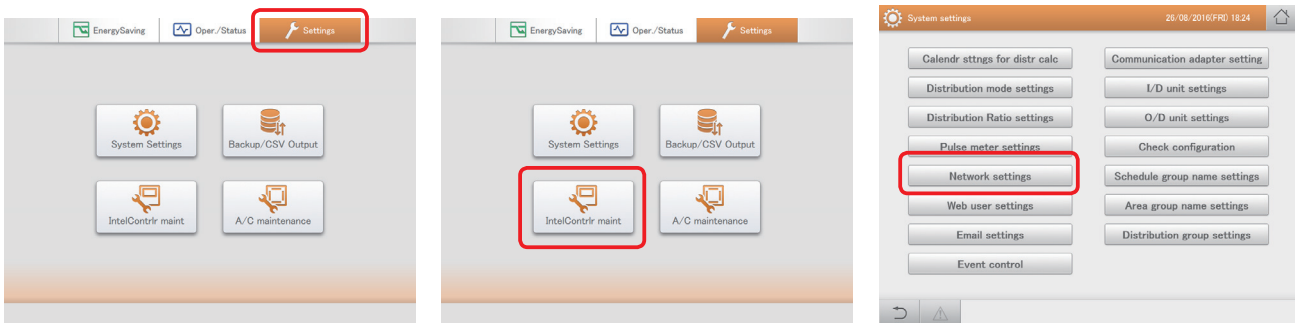 EnergySaving Oper./Status Settings
System Settings Backup/CSV Output
IntelContrlr maint A/C maintenance
EnergySaving Oper./Status Settings
System Settings Backup/CSV Output
IntelContrlr maint A/C maintenance
System settings 26/08/2016(FRI) 18:24
Calendr sttngs for distr calc Communication adapter setting
Distribution mode settings I/D unit settings
Distribution Ratio settings O/D unit settings
Pulse meter settings Check configuration
Network settings Schedule group name settings
Web user settings Area group name settings
Email settings Distribution group settings
Event control